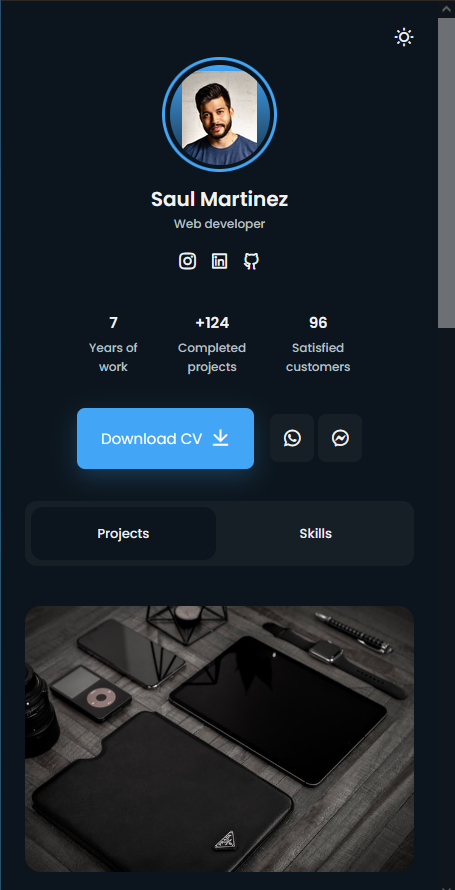 Saul Martinez
Web developer
7
Years of
work
+124
Completed
projects
96
Satisfied
customers
Download CV
Projects
Skills